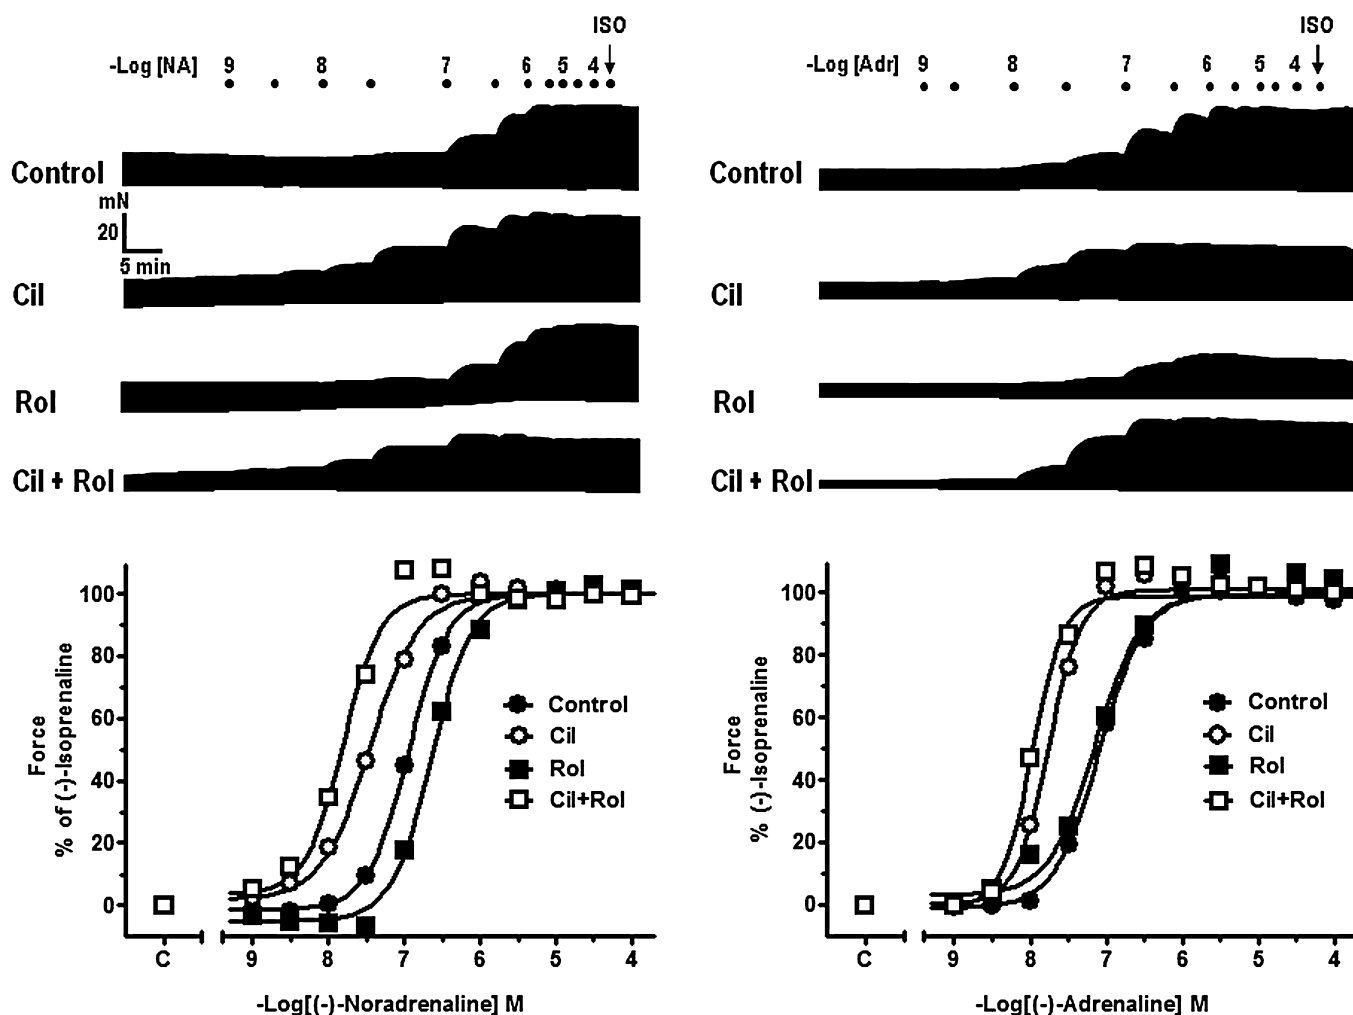 ISO
-Log [NA] 9 8 7 6 5 4
Control
mN
20
5 min
Cil
Rol
Cil + Rol
ISO
-Log [Adr] 9 8 7 6 5 4
Control
Cil
Rol
Cil + Rol
Force
% of (-)-Isoprenaline
100
80
60
40
20
0
Control
Cil
Rol
Cil+Rol
C 9 8 7 6 5 4
-Log[(-)-Noradrenaline] M
Force
% (-)-Isoprenaline
100
80
60
40
20
0
Control
Cil
Rol
Cil+Rol
C 9 8 7 6 5 4
-Log[(-)-Adrenaline] M